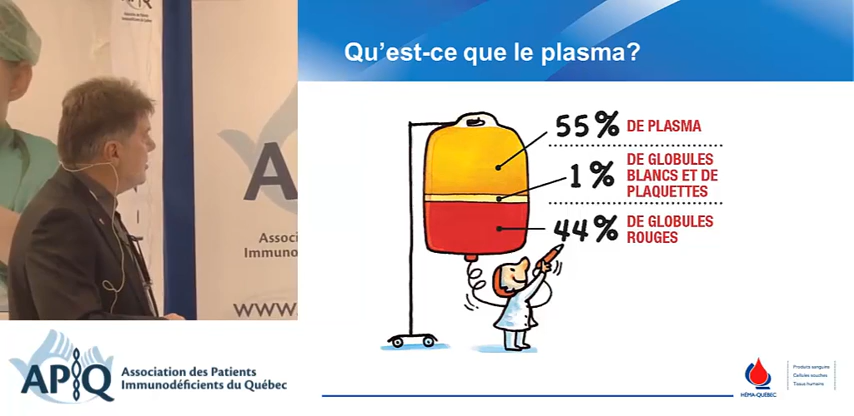 Qu'est-ce que le plasma?
55% DE PLASMA
1% DE GLOBULES
BLANCS ET DE
PLAQUETTES
44% DE GLOBULES
ROUGES
A
Associ
Immuno
www.
APIQ
Association des Patients
Immunodéficients du Québec
HÉMA-QUÉBEC
Produits sanguins
Cellules souches
Tissus humains